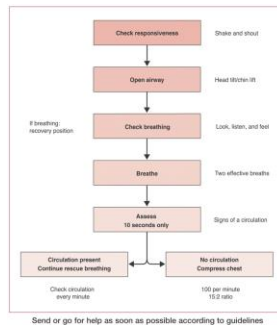 Check responsiveness
Shake and shout
Open airway
Head tilt/chin lift
If breathing:
recovery position
Check breathing
Look, listen, and feel
Breaths
Two effective breaths
Assess
10 seconds only
Signs of a circulation
Circulation present
Continue rescue breathing
No circulation
Compress chest
Check circulation
every minute
100 per minute
15:2 ratio
Send or go for help as soon as possible according to guidelines